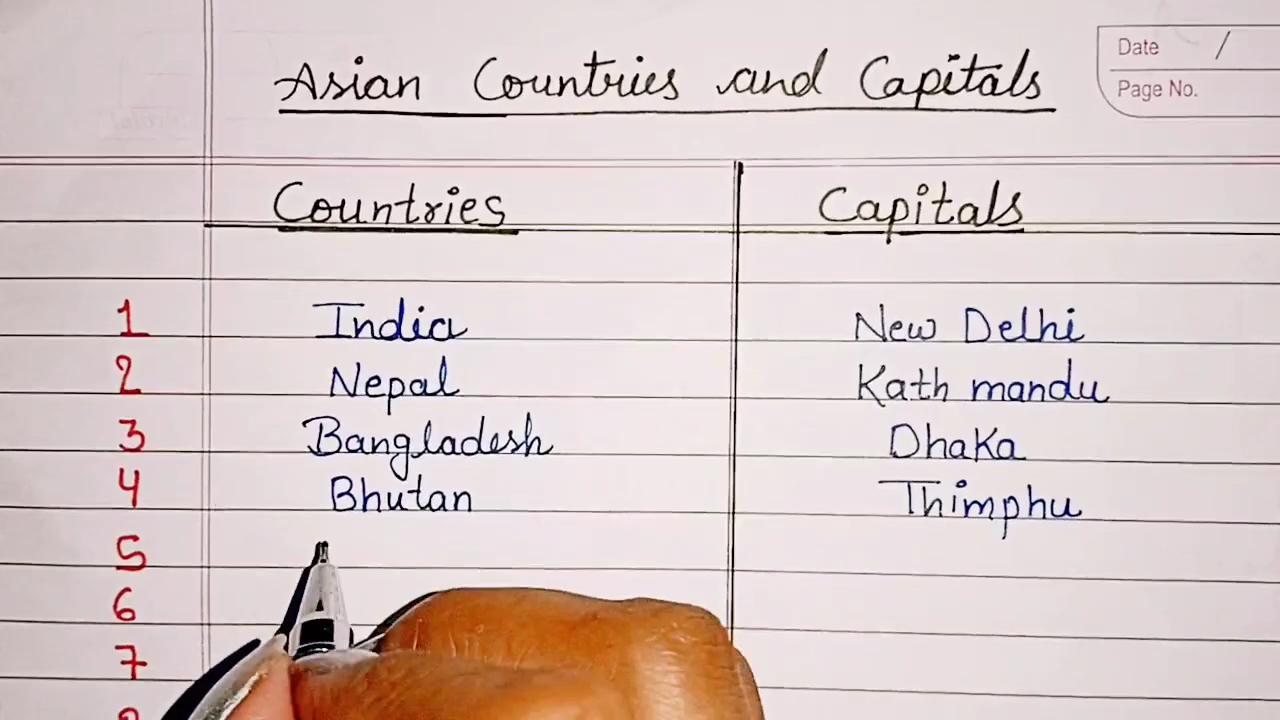 Asian Countries and Capitals
Date /
Page No.
Countries Capitals
1 India New Delhi
2 Nepal Kath mandu
3 Bangladesh Dhaka
4 Bhutan Thimphu
5
6
7